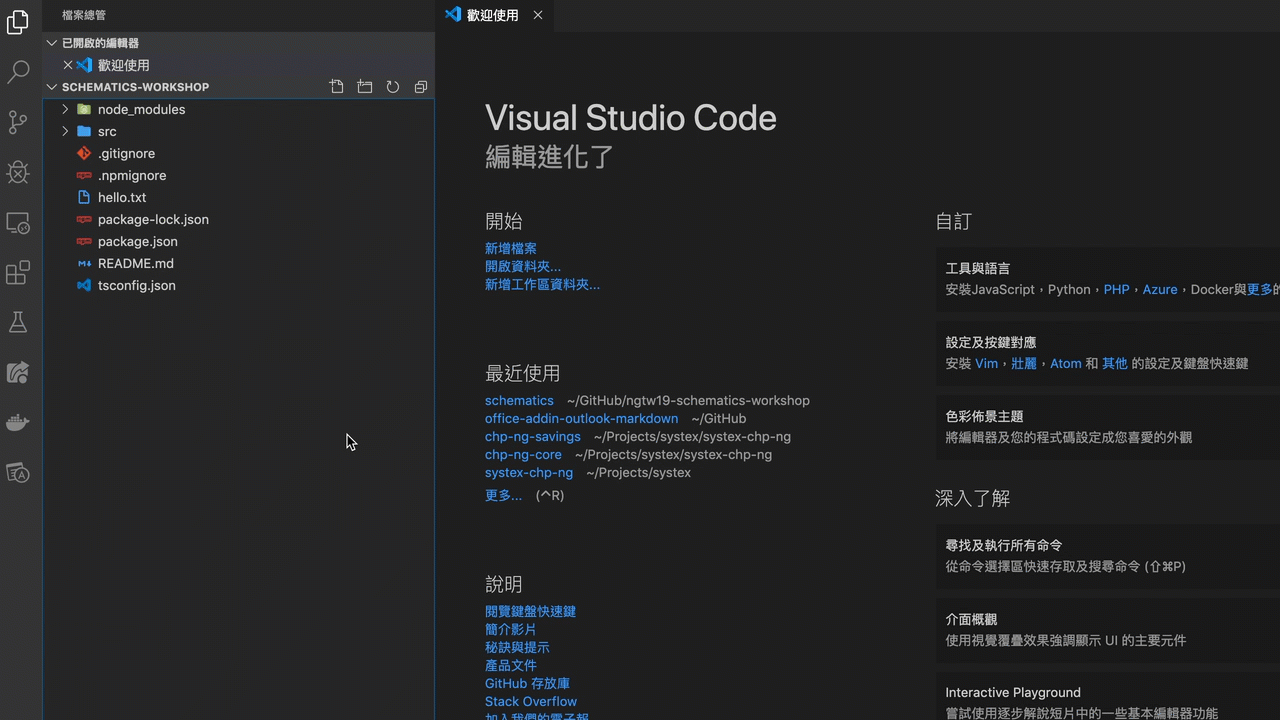 檔案總管
已開啟的編輯器
歡迎使用
SCHEMATICS-WORKSHOP
node_modules
src
.gitignore
.npmignore
hello.txt
package-lock.json
package.json
README.md
tsconfig.json
歡迎使用
Visual Studio Code
編輯進化了
開始
新增檔案
開啟資料夾...
新增工作區資料夾...
最近使用
schematics ~/GitHub/ngtw19-schematics-workshop
office-addin-outlook-markdown ~/GitHub
chp-ng-savings ~/Projects/systex/systex-chp-ng
chp-ng-core ~/Projects/systex/systex-chp-ng
systex-chp-ng ~/Projects/systex
更多... (^R)
說明
閱覽鍵盤快速鍵
簡介影片
秘訣與提示
產品文件
GitHub 存放庫
Stack Overflow
加入我們的電子報
自訂
工具與語言
安裝JavaScript，Python，PHP，Azure，Docker與更多的
設定及按鍵對應
安裝 Vim，壯麗，Atom 和 其他 的設定及鍵盤快速鍵
色彩佈景主題
將編輯器及您的程式碼設定成您喜愛的外觀
深入了解
尋找及執行所有命令
從命令選擇區快速存取及搜尋命令 (⇧⌘P)
介面概觀
使用視覺覆疊效果強調顯示 UI 的主要元件
Interactive Playground
嘗試使用逐步解說短片中的一些基本編輯器功能